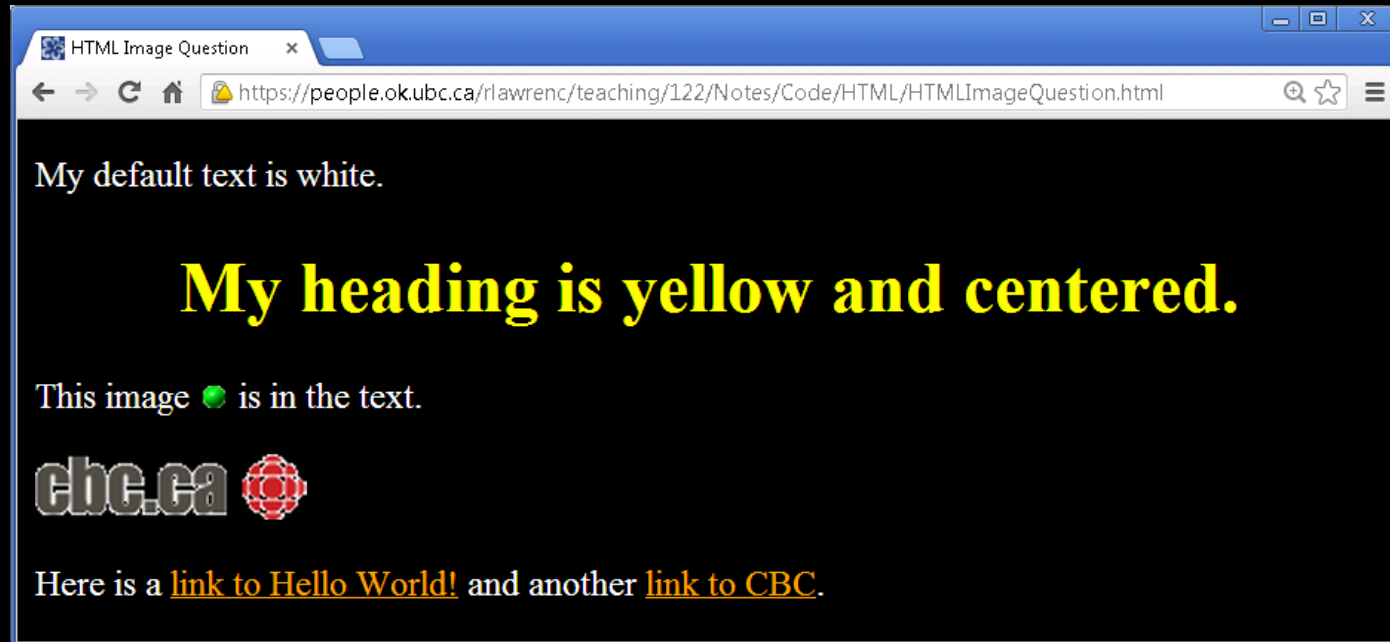 HTML Image Question
https://people.ok.ubc.ca/rlawrenc/teaching/122/Notes/Code/HTML/HTMLImageQuestion.html
My default text is white.
My heading is yellow and centered.
This image is in the text.
cbc.ca
Here is a link to Hello World! and another link to CBC.